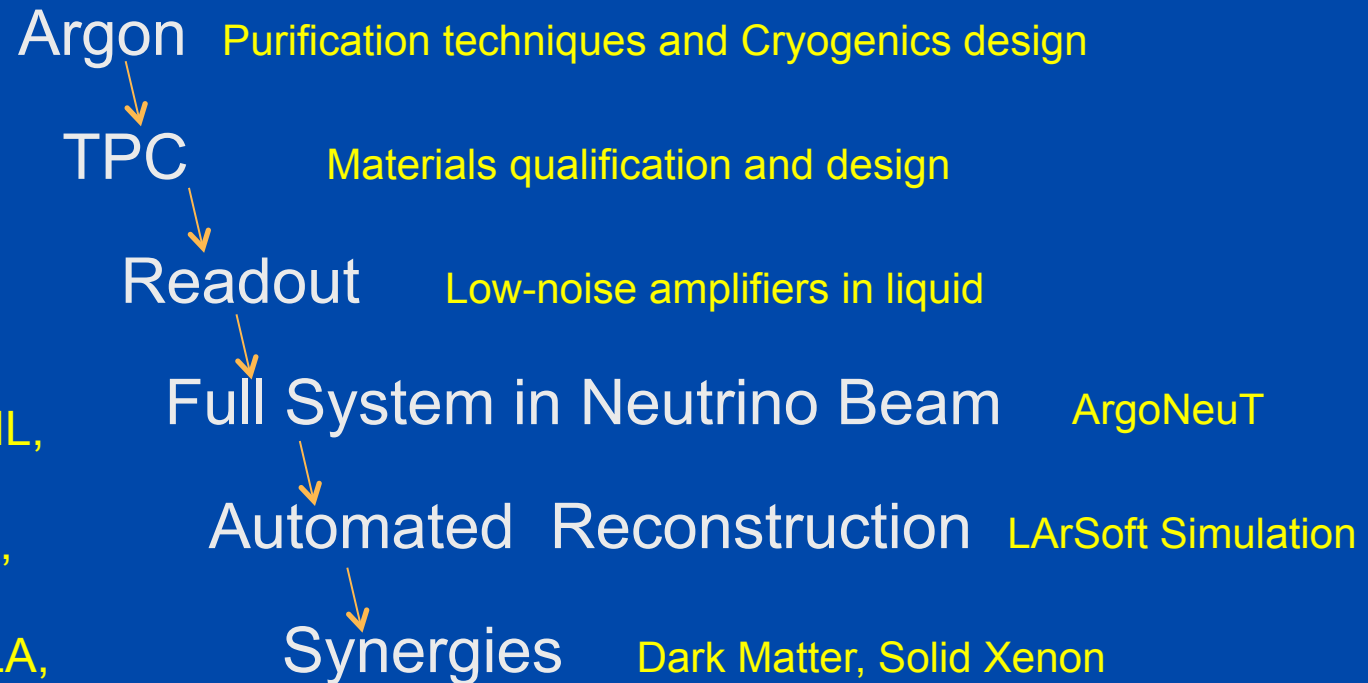 Argon Purification techniques and Cryogenics design
TPC Materials qualification and design
Readout Low-noise amplifiers in liquid
Full System in Neutrino Beam ArgoNeuT
Automated Reconstruction LArSoft Simulation
Synergies Dark Matter, Solid Xenon